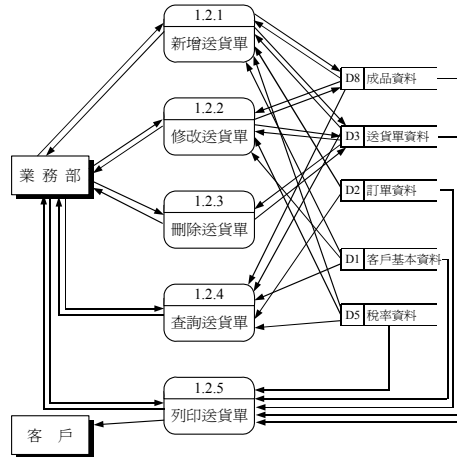 1.2.1
新增送貨單
D8 成品資料
1.2.2
修改送貨單
D3 送貨單資料
業務部
D2 訂單資料
1.2.3
刪除送貨單
D1 客戶基本資料
1.2.4
查詢送貨單
D5 稅率資料
1.2.5
列印送貨單
客戶